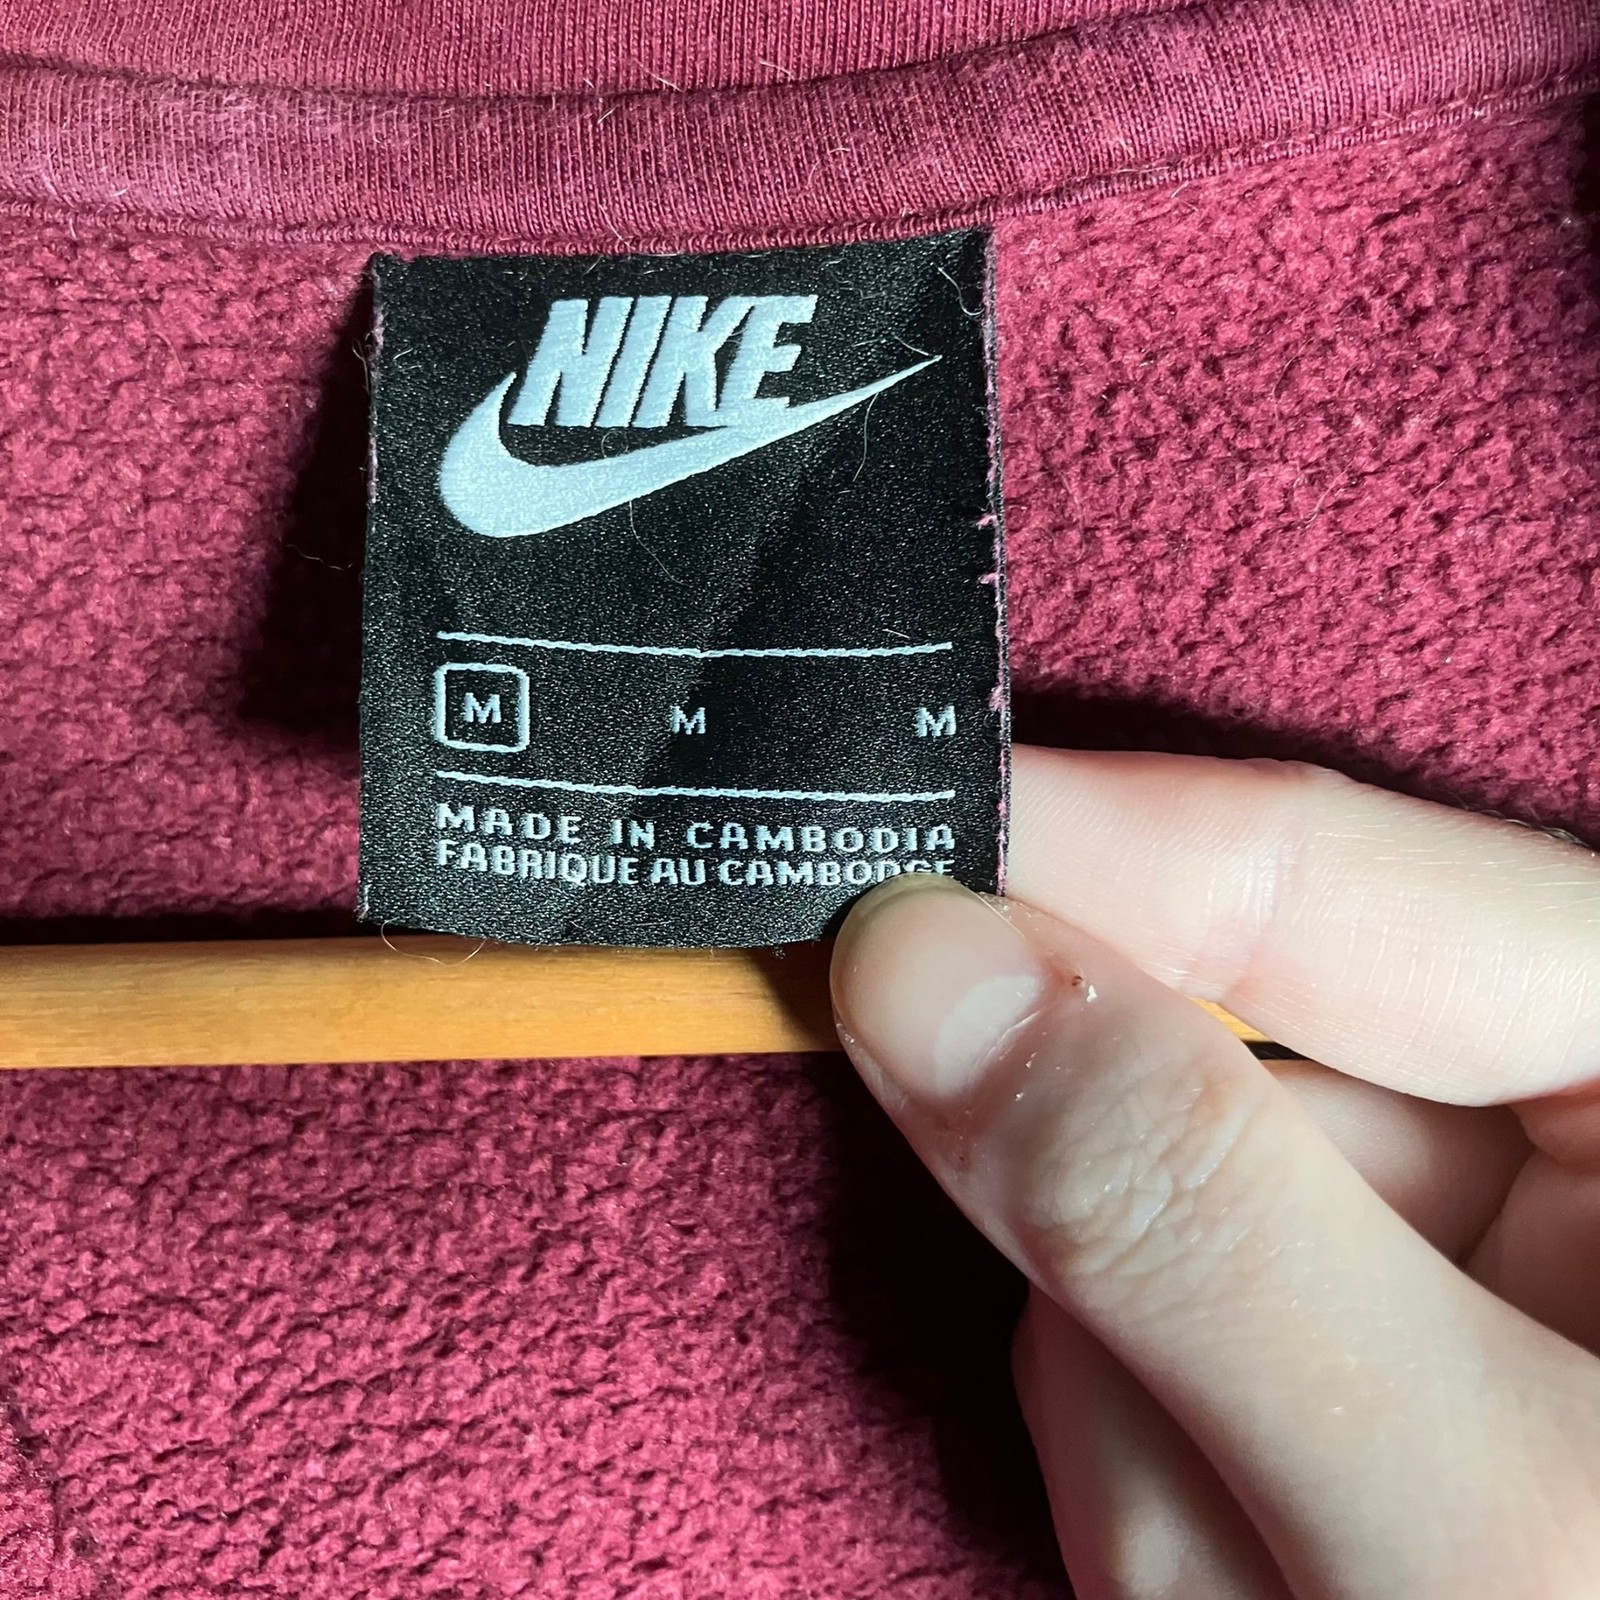 NIKE
M M M
MADE IN CAMBODIA
FABRIQUE AU CAMBODGE